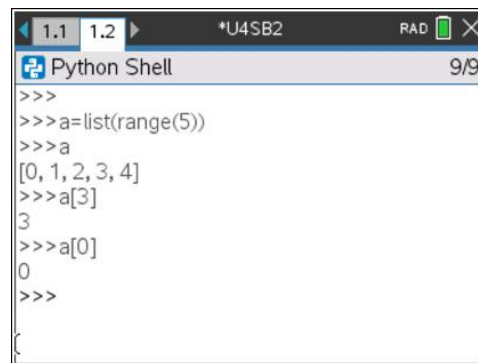 1.1 1.2 *U4SB2 RAD
Python Shell 9/9
>>>
>>>a=list(range(5))
>>>a
[0, 1, 2, 3, 4]
>>>a[3]
3
>>>a[0]
0
>>>